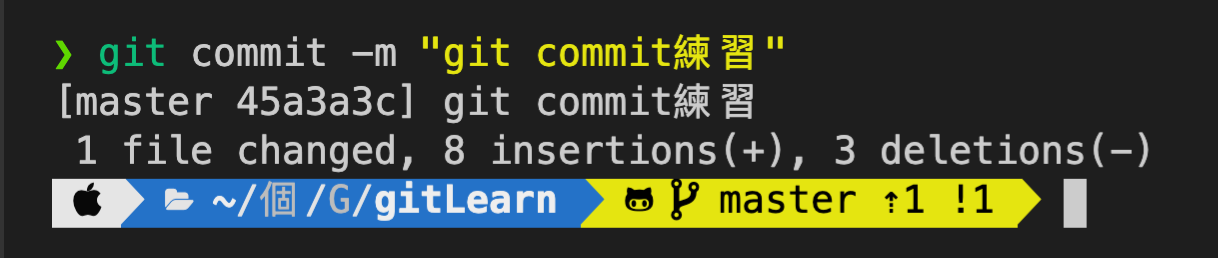 ❯ git commit -m "git commit練習"
[master 45a3a3c] git commit練習
 1 file changed, 8 insertions(+), 3 deletions(-)
~/個/G/gitLearn master ⇡1 !1